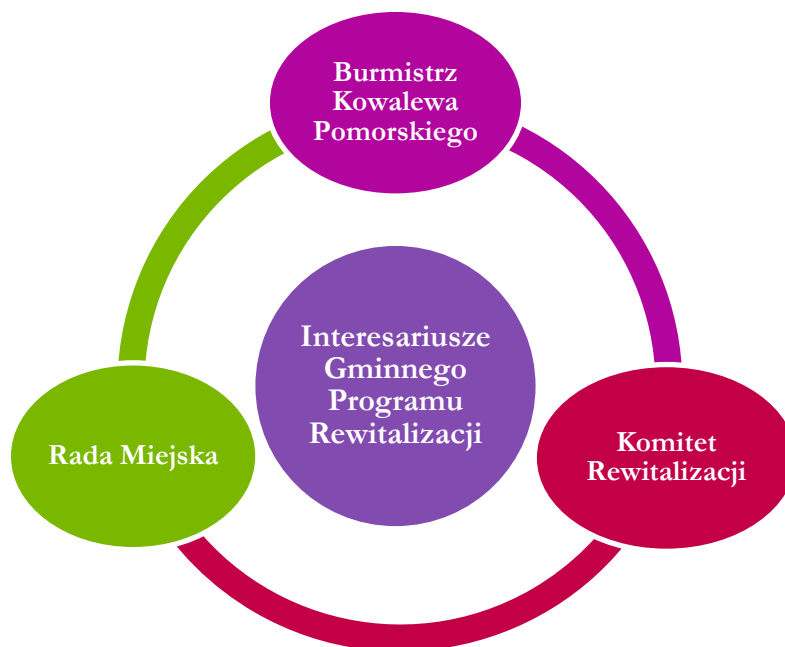 Burmistrz
Kowalewa
Pomorskiego
Interesariusze
Gminnego
Programu
Rewitalizacji
Rada Miejska
Komitet
Rewitalizacji